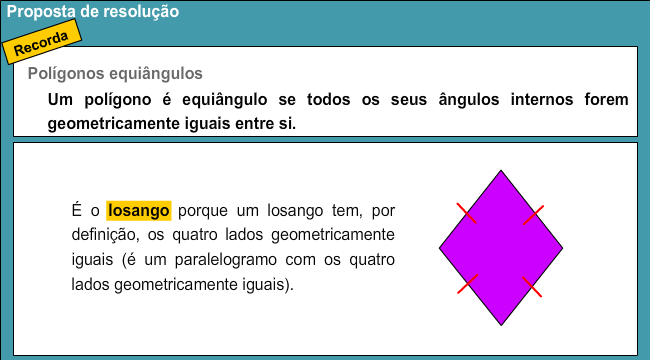 Proposta de resolução
Recorda
Polígonos equiângulos
Um polígono é equiângulo se todos os seus ângulos internos forem
geometricamente iguais entre si.
É o losango porque um losango tem, por
definição, os quatro lados geometricamente
iguais (é um paralelogramo com os quatro
lados geometricamente iguais).